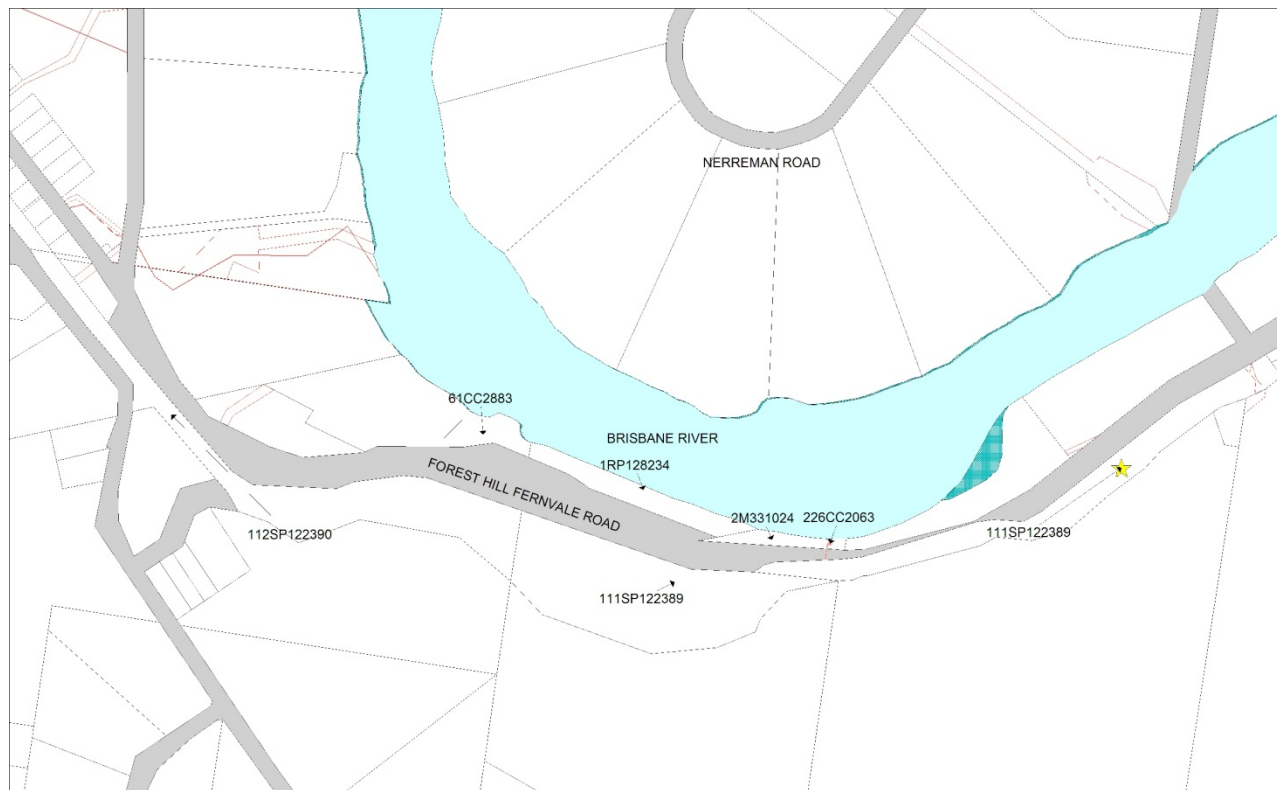 NERREMAN ROAD
61CC2883
BRISBANE RIVER
1RP128234
FOREST HILL FERNVALE ROAD
2M331024
226CC2063
112SP122390
111SP122389
111SP122389